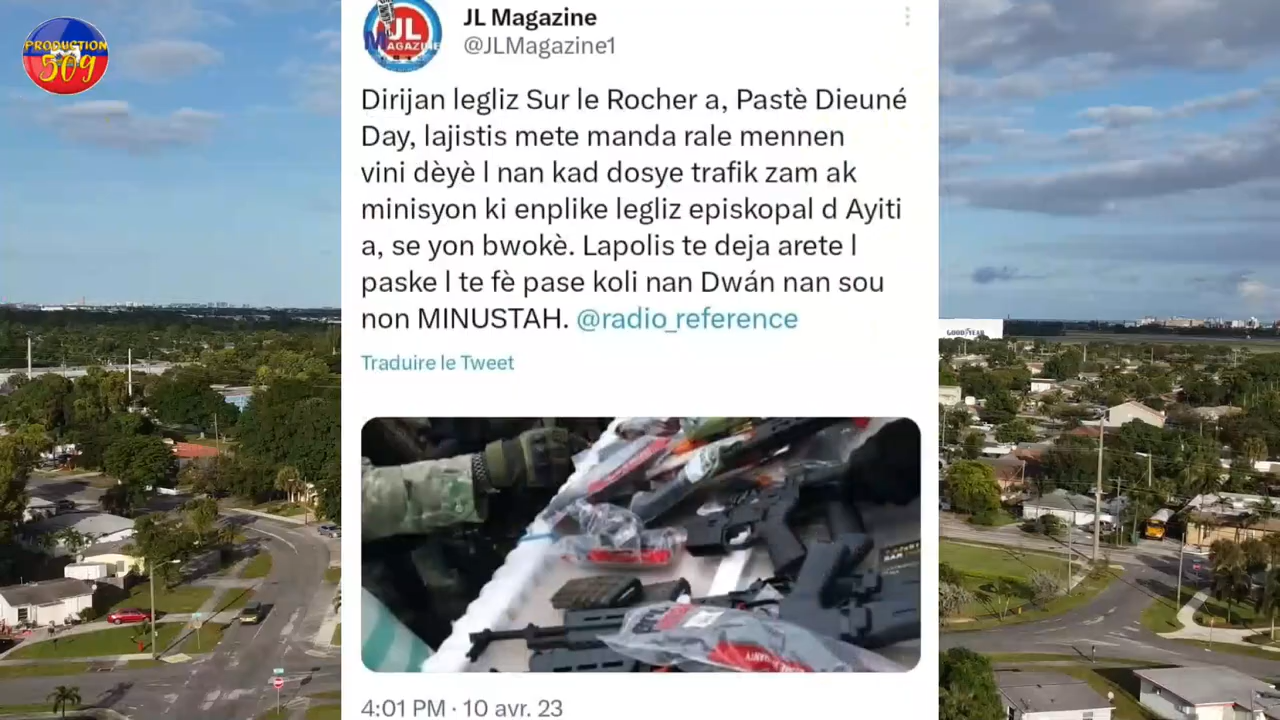 PRODUCTION
509
JL
MAGAZINE
JL Magazine
@JLMagazine1
Dirijan legliz Sur le Rocher a, Pastè Dieuné
Day, lajistis mete manda rale mennen
vini dèyè l nan kad dosye trafik zam ak
minisyon ki enplike legliz episkopal d Ayiti
a, se yon bwokè. Lapolis te deja arete l
paske l te fè pase koli nan Dwán nan sou
non MINUSTAH. @radio_reference
Traduire le Tweet
GOODYEAR
4:01 PM · 10 avr. 23